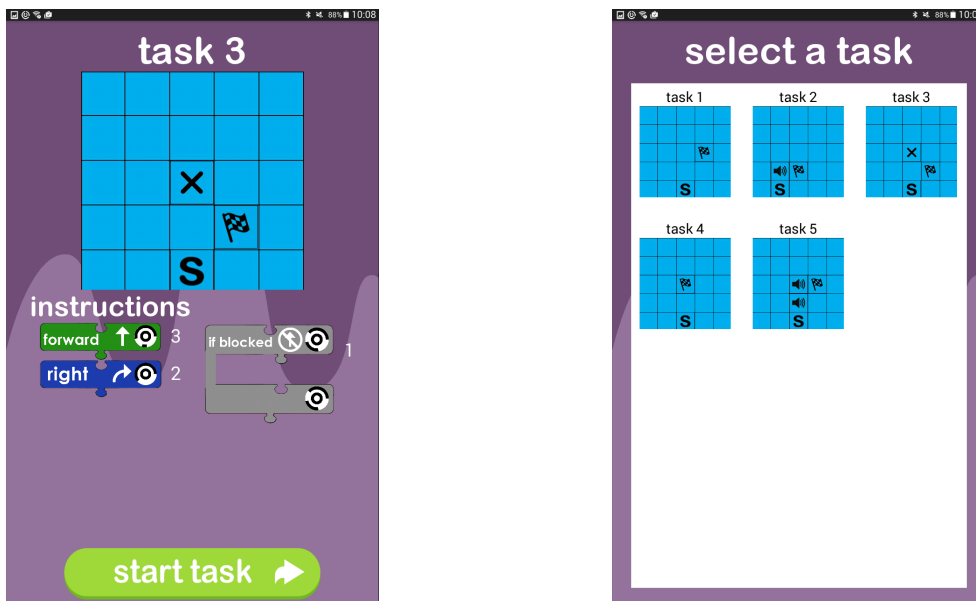 88% 10:08
task 3
S
instructions
forward 3
right 2
if blocked 1
start task
88% 10:0
select a task
task 1 task 2 task 3
S S S
task 4 task 5
S S